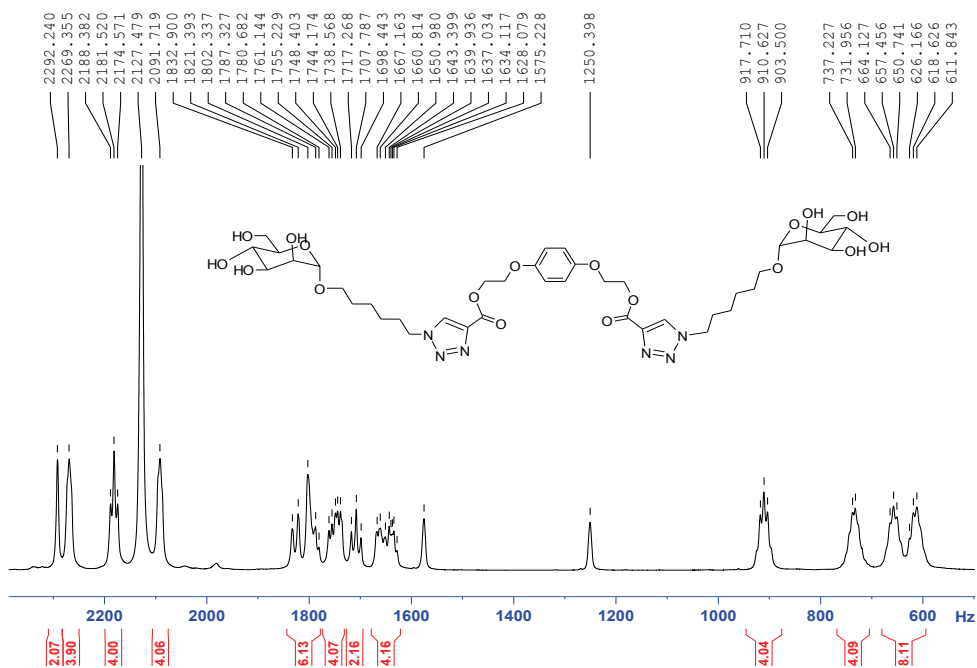 2292.240
2269.355
2188.382
2181.520
2174.571
2127.479
2091.719
1832.900
1821.393
1802.337
1787.327
1780.682
1761.144
1755.229
1748.403
1744.174
1738.568
1717.268
1707.787
1698.443
1667.163
1660.814
1650.980
1643.399
1639.936
1637.034
1634.117
1628.079
1575.228
1250.398
917.710
910.627
903.500
737.227
731.956
664.127
657.456
650.741
626.166
618.626
611.843
HO OH
HO O
HO
O
O O
O
O
N
N N
O O
O
O
N
N N
O
O OH OH
OH
HO
2200 2000 1800 1600 1400 1200 1000 800 600 Hz
2.07 3.90 4.00 4.06 6.13 4.07 2.16 4.16 4.04 4.09 8.11